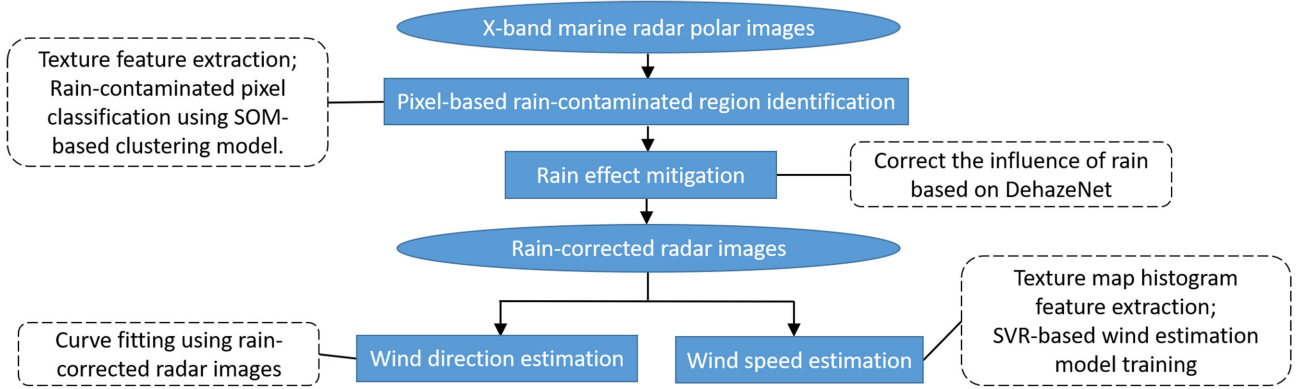 X-band marine radar polar images
Texture feature extraction;
Rain-contaminated pixel
classification using SOM-
based clustering model.
Pixel-based rain-contaminated region identification
Rain effect mitigation
Correct the influence of rain
based on DehazeNet
Rain-corrected radar images
Texture map histogram
feature extraction;
SVR-based wind estimation
model training
Curve fitting using rain-
corrected radar images
Wind direction estimation
Wind speed estimation